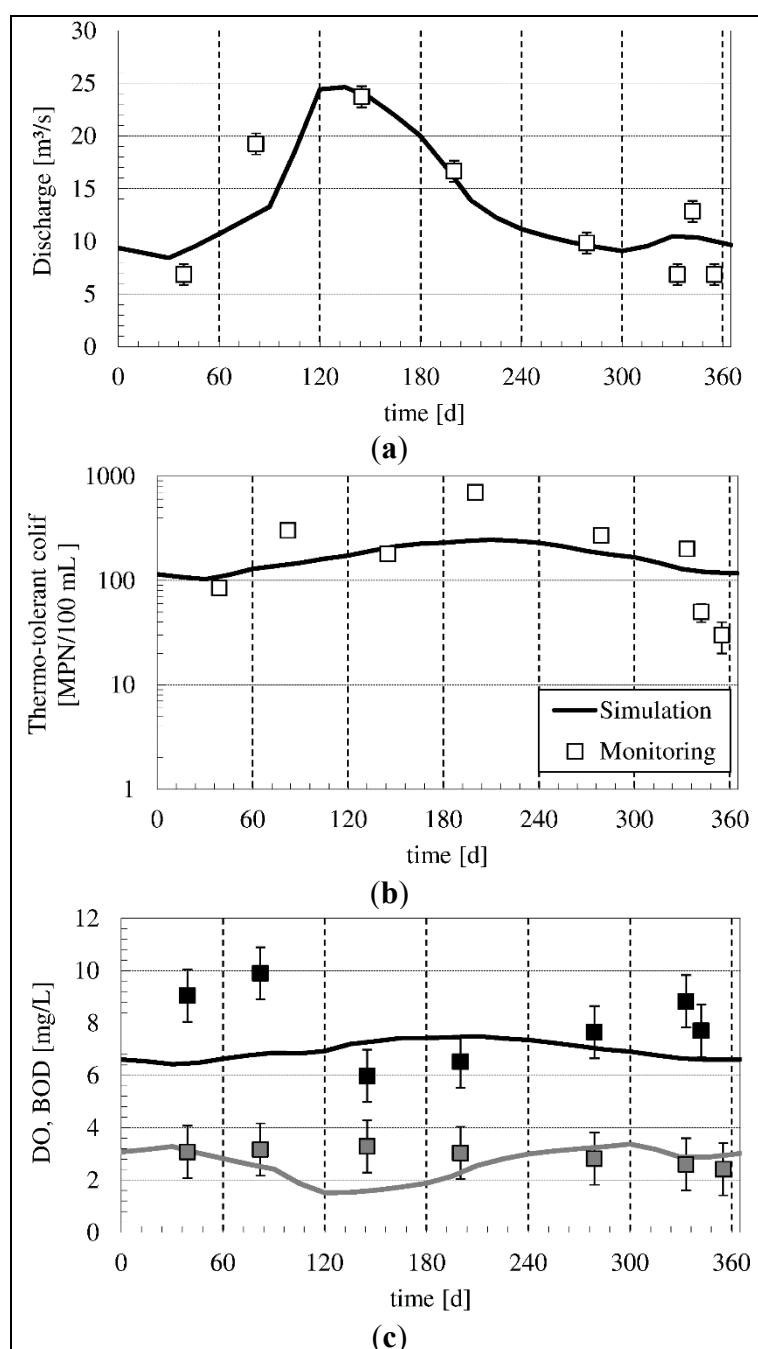 30
25
20
15
10
5
0
Discharge [m³/s]
0 60 120 180 240 300 360
time [d]
(a)
1000
100
10
1
Thermo-tolerant colif
[MPN/100 mL ]
Simulation
Monitoring
0 60 120 180 240 300 360
time [d]
(b)
12
10
8
6
4
2
0
DO, BOD [mg/L]
0 60 120 180 240 300 360
time [d]
(c)